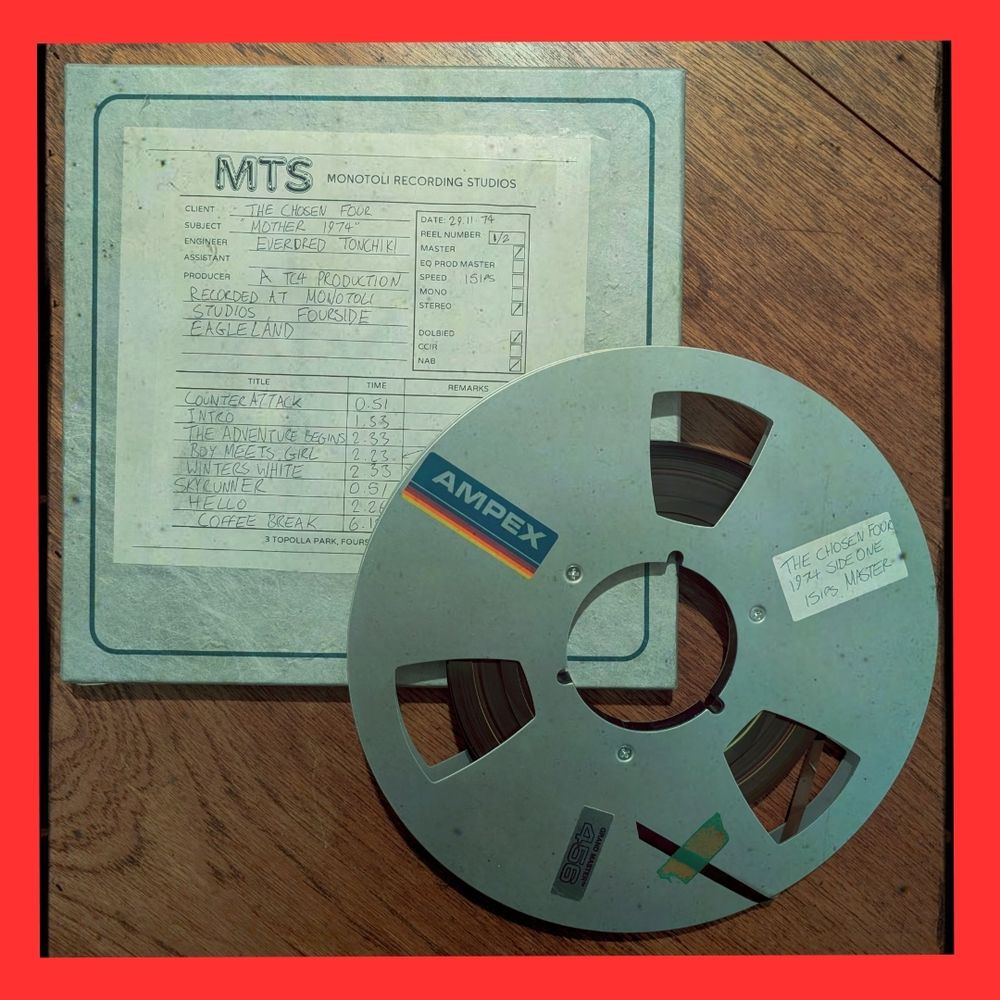 MTS MONOTOLI RECORDING STUDIOS
CLIENT THE CHOSEN FOUR
SUBJECT "MOTHER 1974"
ENGINEER EVERDRED TONCHIKI
ASSISTANT
PRODUCER A TC4 PRODUCTION
RECORDED AT MONOTOLI
STUDIOS, FOURSIDE
EAGLELAND
DATE: 29.11.74
REEL NUMBER 1/2
MASTER
EQ PROD MASTER
SPEED 15IPS
MONO
STEREO
DOLBIED
CCIR
NAB
TITLE TIME REMARKS
COUNTER ATTACK 0.51
INTRO 1.53
THE ADVENTURE BEGINS 2.33
BOY MEETS GIRL 2.23
WINTERS WHITE 2.33
SKYRUNNER 0.51
HELLO
COFFEE BREAK
3 TOPOLLA PARK, FOURS
AMPEX
THE CHOSEN FOUR
1974 SIDE ONE
15IPS MASTER
GRAND MASTER™
456